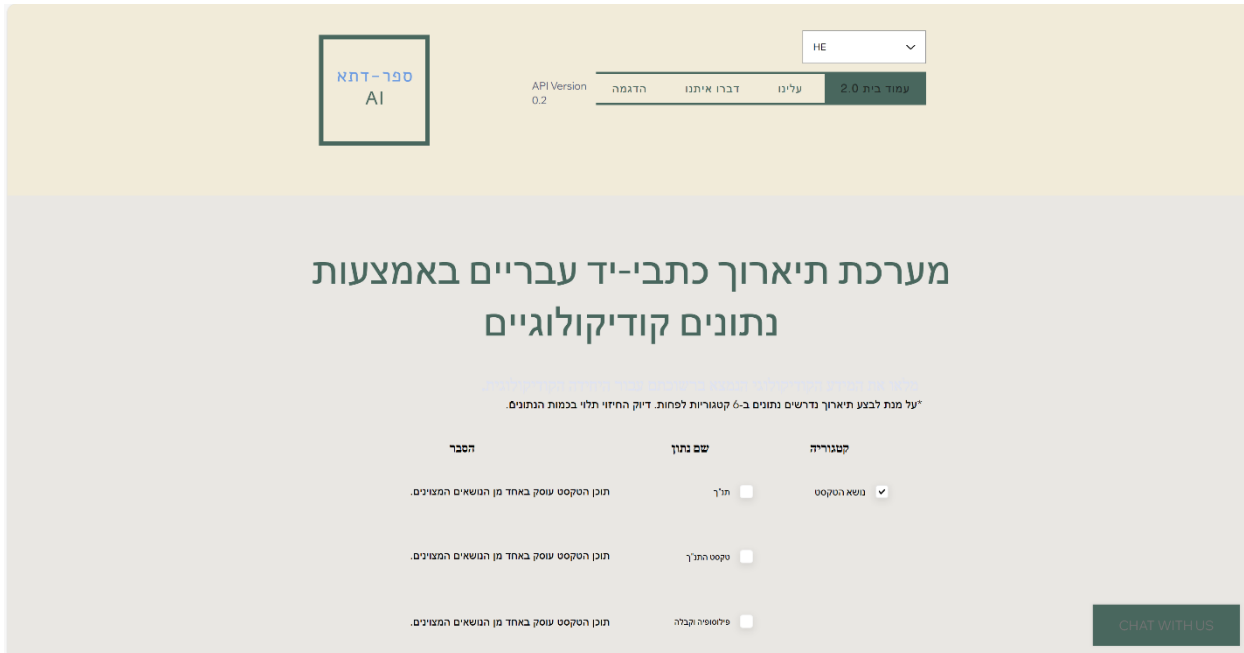 HE
ספר-דתא
AI
עמוד בית 2.0 עלינו דברו איתנו הדגמה
API Version
0.2
מערכת תיארוך כתבי-יד עבריים באמצעות
נתונים קודיקולוגיים
*על מנת לבצע תיארוך נדרשים נתונים ב-6 קטגוריות לפחות. דיוק החיזוי תלוי בכמות הנתונים.
קטגוריה שם נתון הסבר
נושא הטקסט תנ"ך תוכן הטקסט עוסק באחד מן הנושאים המצוינים.
טקסט התנ"ך תוכן הטקסט עוסק באחד מן הנושאים המצוינים.
פילוסופיה וקבלה תוכן הטקסט עוסק באחד מן הנושאים המצוינים.
CHAT WITH US